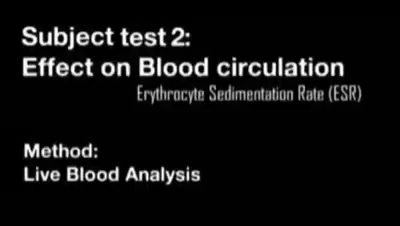 Subject test 2:
Effect on Blood circulation
Erythrocyte Sedimentation Rate (ESR)
Method:
Live Blood Analysis